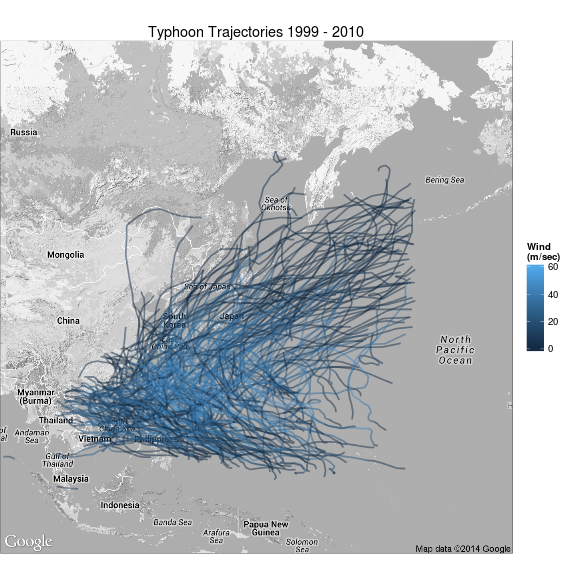 Typhoon Trajectories 1999 - 2010
Russia
Bering Sea
Sea of
Okhotsk
Mongolia
Sea of Japan
Wind
(m/sec)
60
40
20
0
China
South
Korea
Japan
North
Pacific
Ocean
Myanmar
(Burma)
Thailand
Andaman
Sea
Vietnam
Philippines
Gulf of
Thailand
Malaysia
Indonesia
Banda Sea
Papua New
Guinea
Arafura
Sea
Solomon
Sea
Google
Map data ©2014 Google